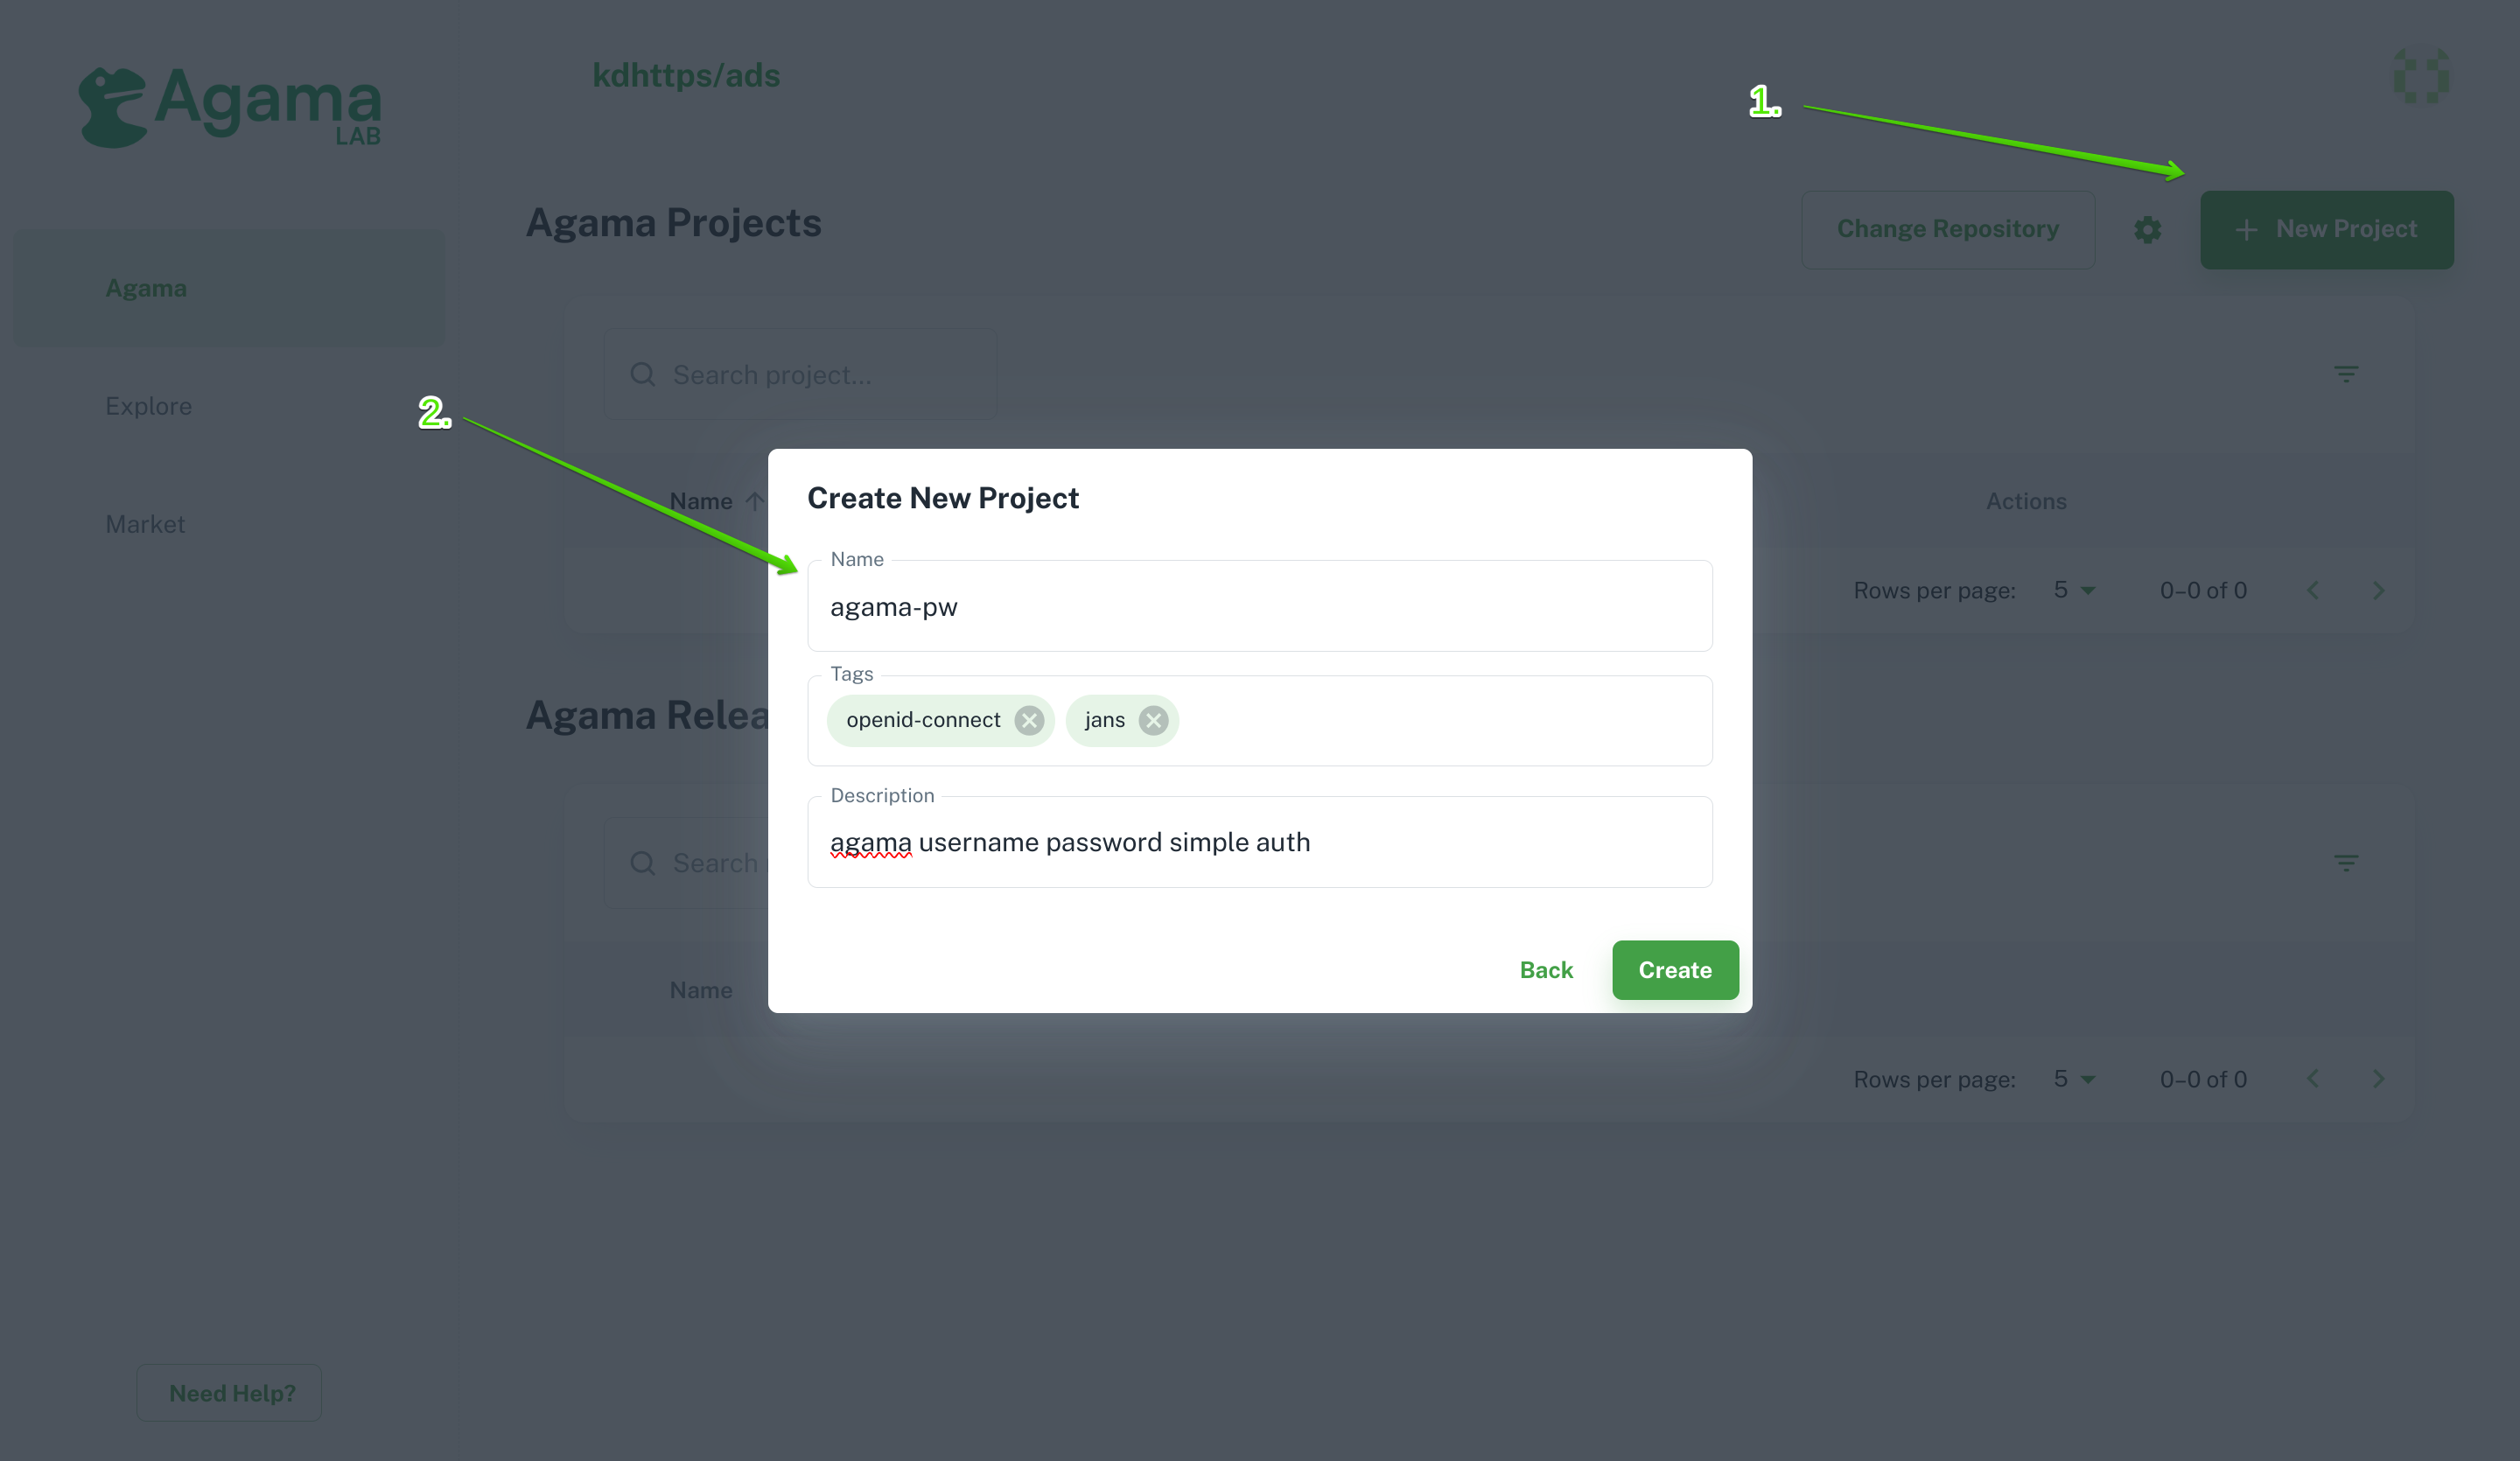 Agama
LAB
kdhttps/ads
1.
Agama Projects
Change Repository
New Project
Agama
Explore
Market
Search project...
2.
Name
Actions
Rows per page: 5 0–0 of 0
Create New Project
Name
agama-pw
Tags
openid-connect
jans
Description
agama username password simple auth
Back
Create
Agama Relea
Search
Name
Rows per page: 5 0–0 of 0
Need Help?